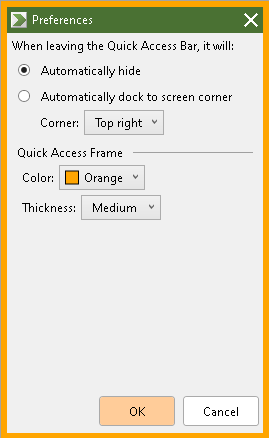 Preferences
When leaving the Quick Access Bar, it will:
Automatically hide
Automatically dock to screen corner
Corner: Top right
Quick Access Frame
Color: Orange
Thickness: Medium
OK Cancel